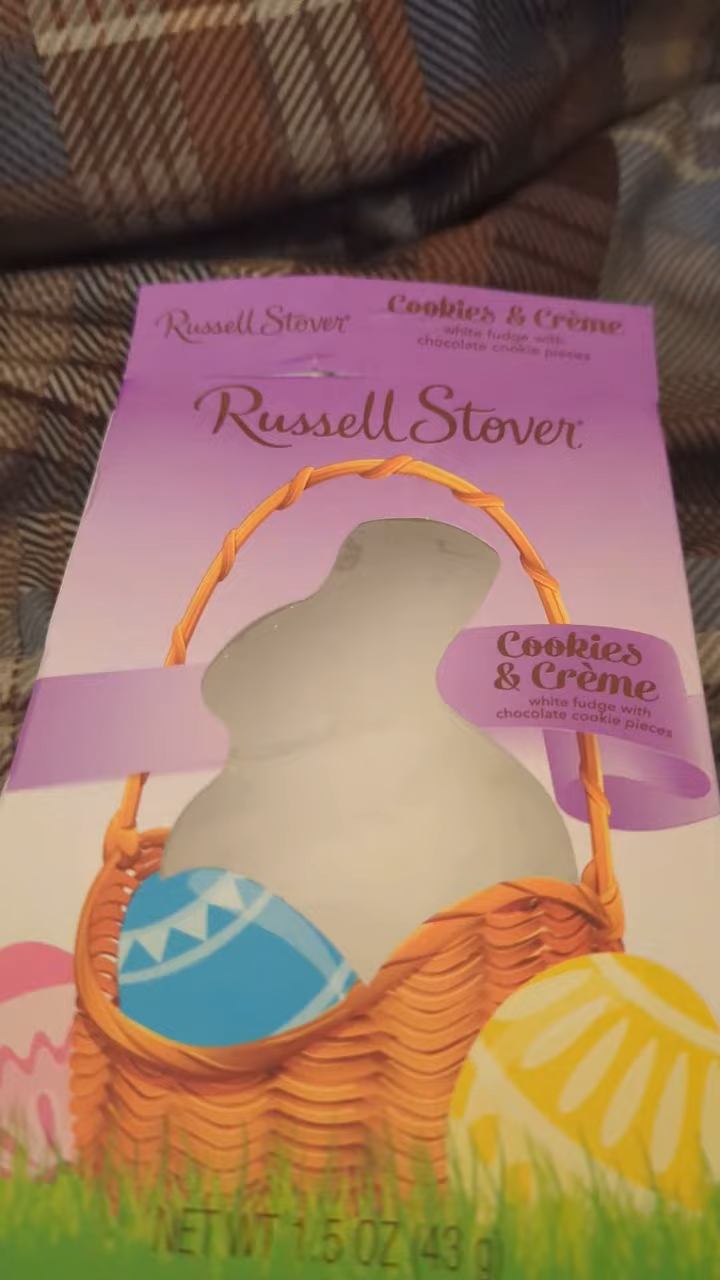 Russell Stover
Cookies & Crème
white fudge with
chocolate cookie pieces
Russell Stover
Cookies
& Crème
white fudge with
chocolate cookie pieces
NET WT 1.5 OZ (43 g)